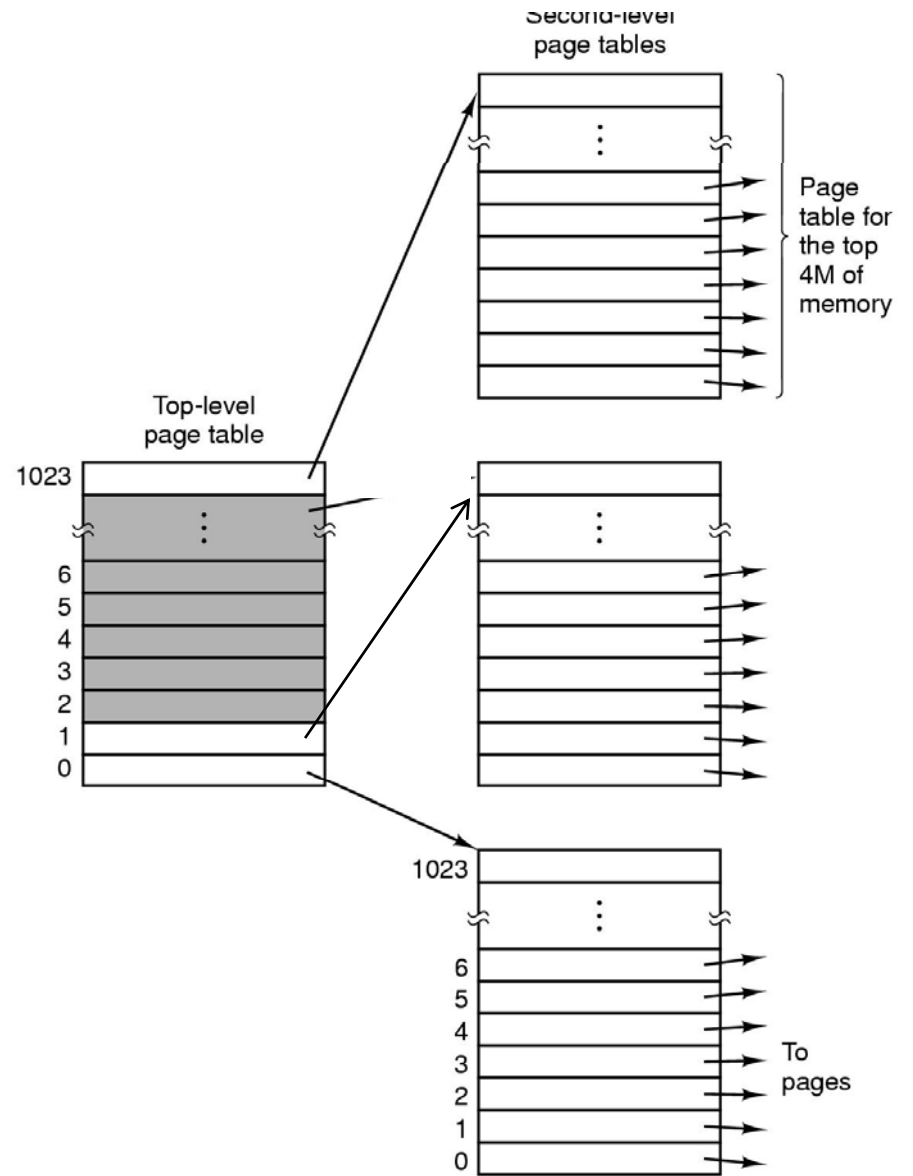 Second-level
page tables
Page
table for
the top
4M of
memory
Top-level
page table
1023
6
5
4
3
2
1
0
1023
6
5
4
3
2
1
0
To
pages